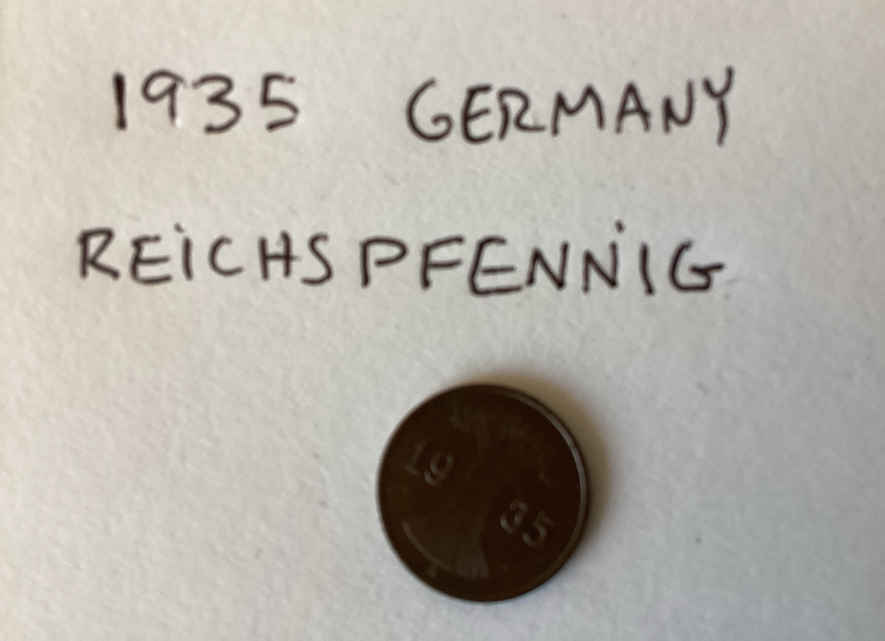 1935 GERMANY
REICHSPFENNIG
19 35